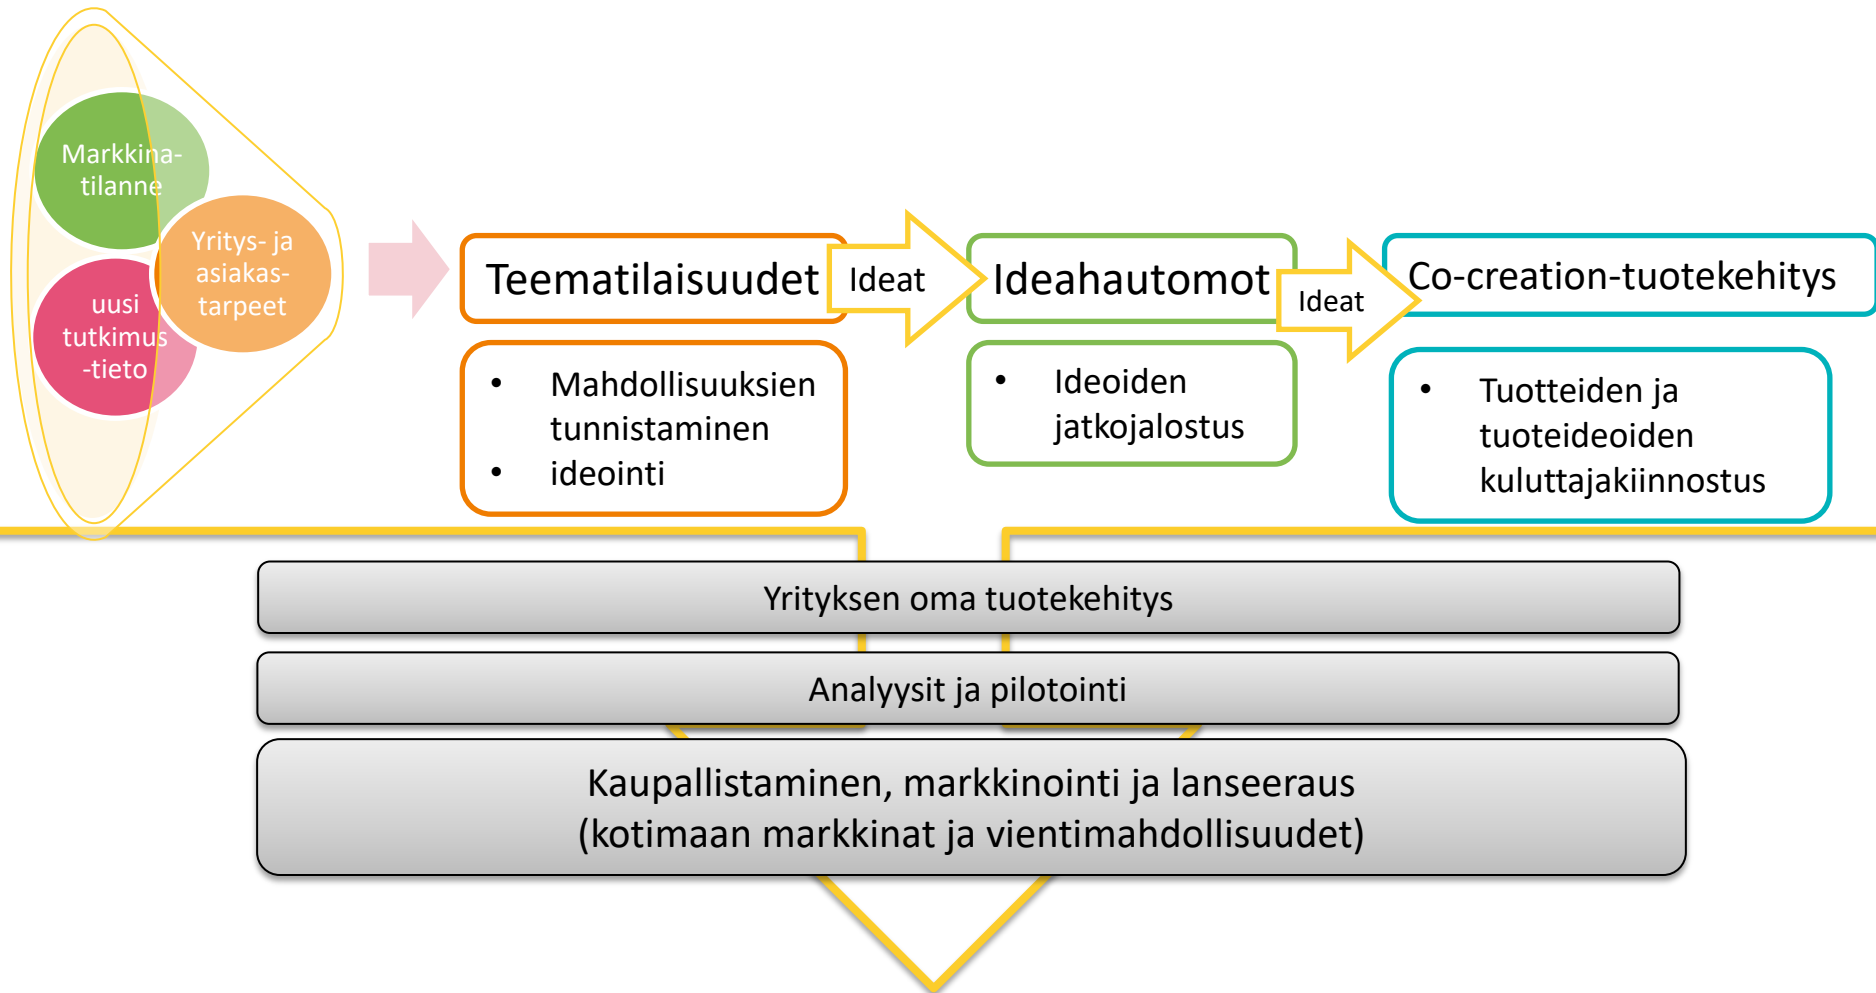 Markkina-
tilanne
Yritys- ja
asiakas-
tarpeet
uusi
tutkimus
-tieto
Teematilaisuudet
Ideat
Ideahautomot
Ideat
Co-creation-tuotekehitys
• Mahdollisuuksien
tunnistaminen
• ideointi
• Ideoiden
jatkojalostus
• Tuotteiden ja
tuoteideoiden
kuluttajakiinnostus
Yrityksen oma tuotekehitys
Analyysit ja pilotointi
Kaupallistaminen, markkinointi ja lanseeraus
(kotimaan markkinat ja vientimahdollisuudet)